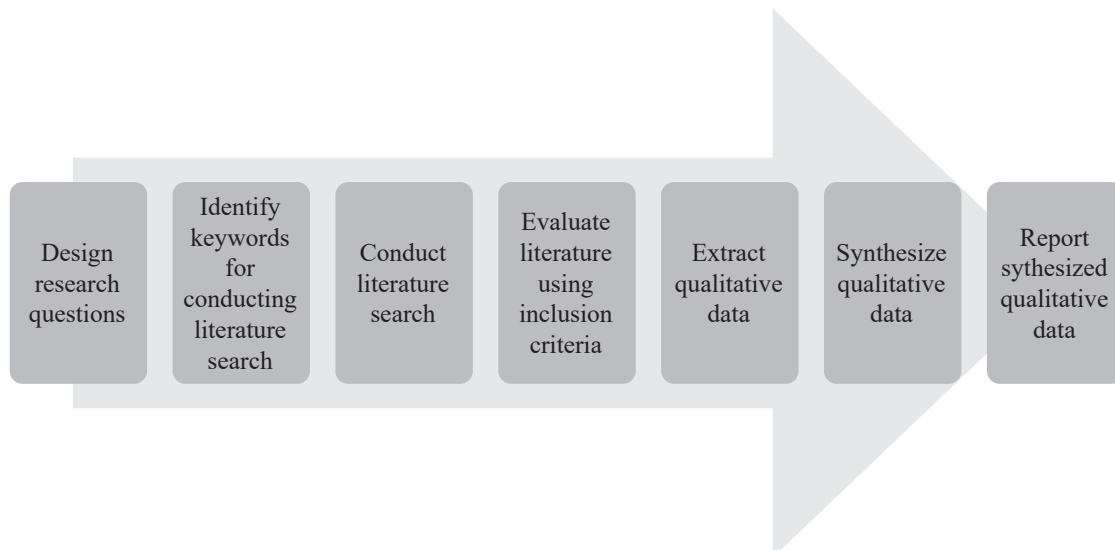 Design
research
questions
Identify
keywords
for
conducting
literature
search
Conduct
literature
search
Evaluate
literature
using
inclusion
criteria
Extract
qualitative
data
Synthesize
qualitative
data
Report
sythesized
qualitative
data